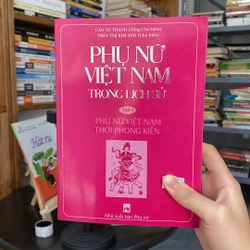 CAO TỰ THANH (Tổng Chủ biên)
TRẦN THỊ KIM ANH (Chủ biên)
PHỤ NỮ
VIỆT NAM
TRONG LỊCH SỬ
TẬP 1
PHỤ NỮ VIỆT NAM
THỜI PHONG KIẾN
Nhà xuất bản Phụ nữ